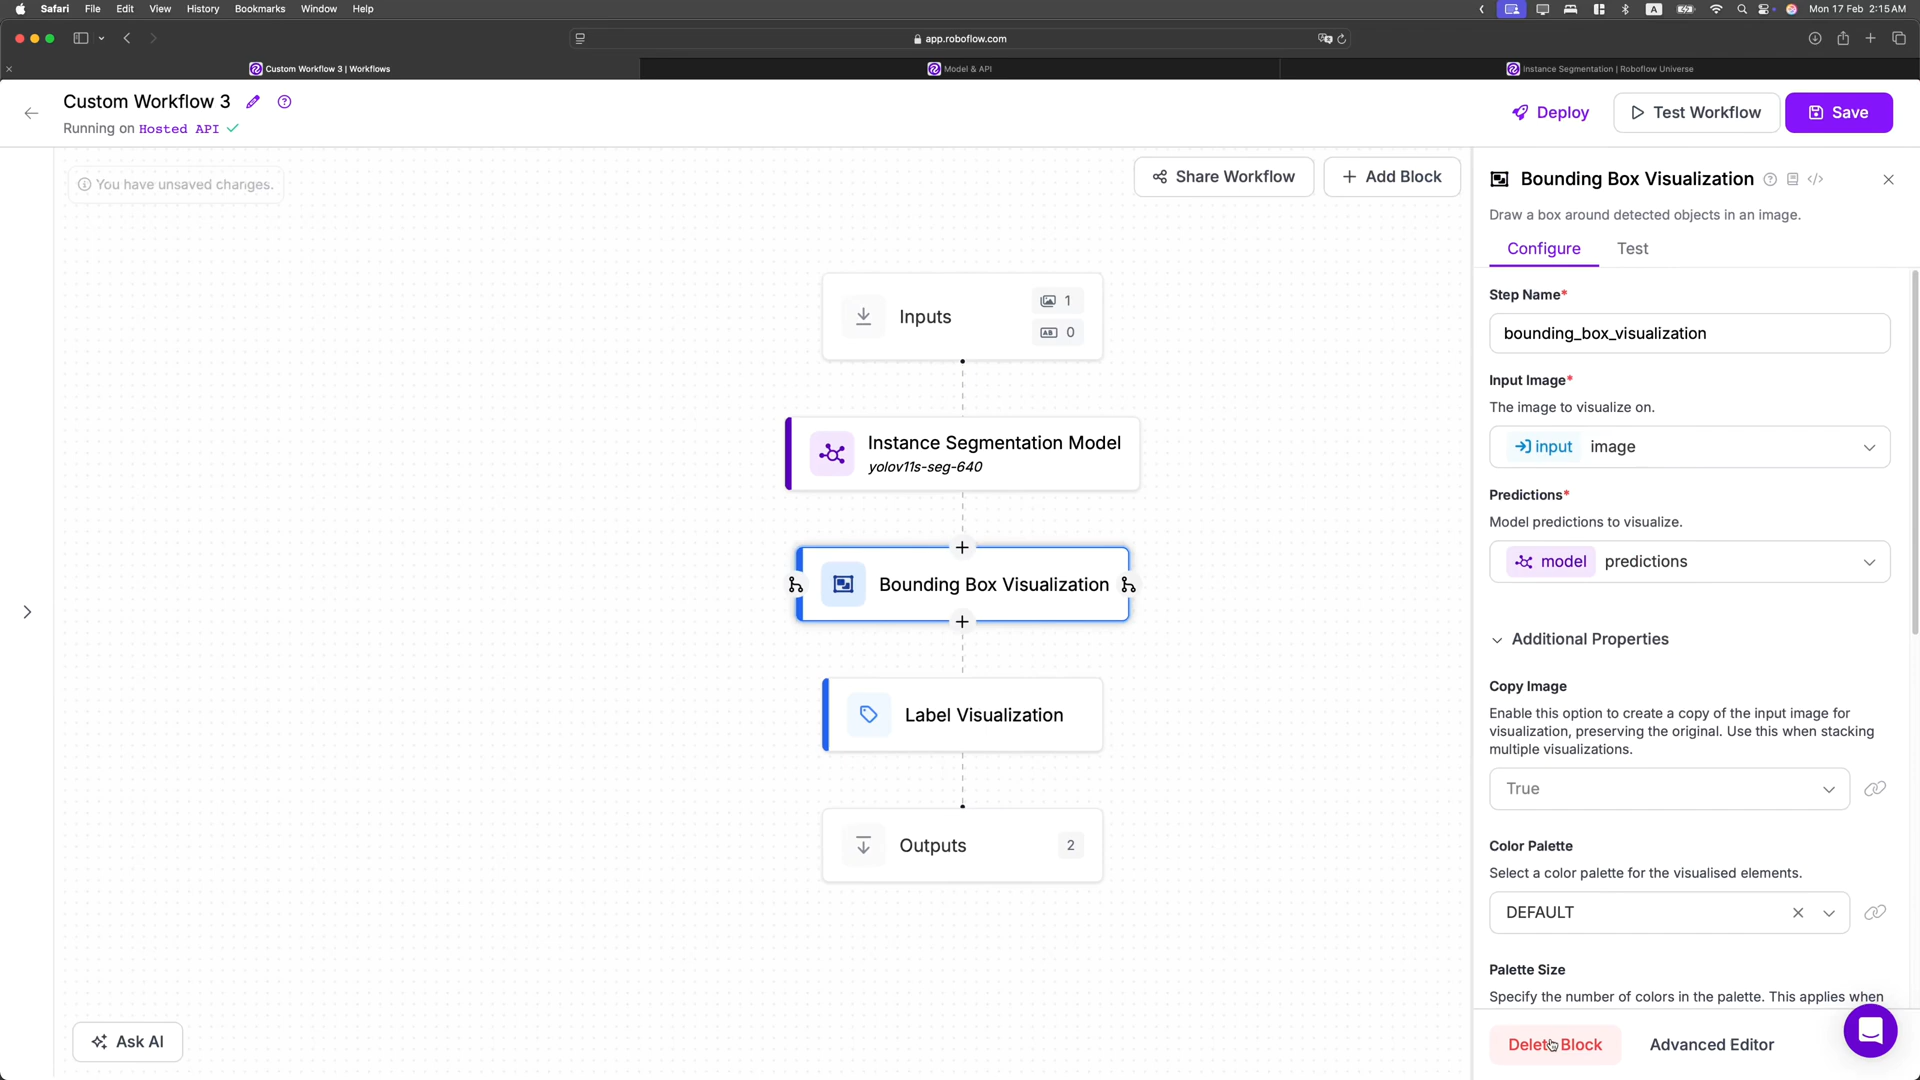 Safari File Edit View History Bookmarks Window Help
A
Mon 17 Feb 2:15 AM
app.roboflow.com
Custom Workflow 3 | Workflows
Model & API
Instance Segmentation | Roboflow Universe
Custom Workflow 3
Running on Hosted API
Deploy
Test Workflow
Save
You have unsaved changes.
Share Workflow
Add Block
Inputs
1
AB 0
Instance Segmentation Model
yolov11s-seg-640
Bounding Box Visualization
Label Visualization
Outputs
2
Ask AI
Bounding Box Visualization
Draw a box around detected objects in an image.
Configure
Test
Step Name*
bounding_box_visualization
Input Image*
The image to visualize on.
input image
Predictions*
Model predictions to visualize.
model predictions
Additional Properties
Copy Image
Enable this option to create a copy of the input image for
visualization, preserving the original. Use this when stacking
multiple visualizations.
True
Color Palette
Select a color palette for the visualised elements.
DEFAULT
Palette Size
Specify the number of colors in the palette. This applies when
Delete Block
Advanced Editor